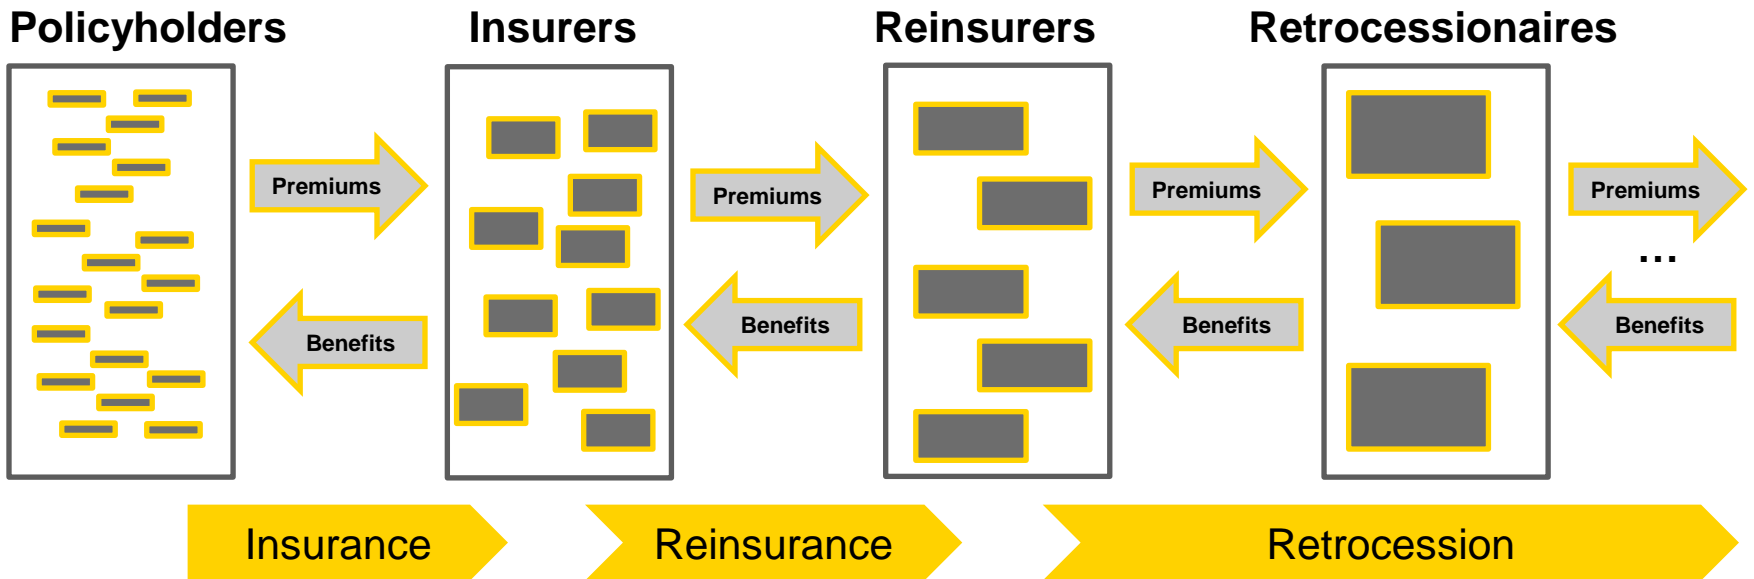 Policyholders
Insurers
Reinsurers
Retrocessionaires
Premiums
Premiums
Premiums
Premiums
...
Benefits
Benefits
Benefits
Benefits
Insurance
Reinsurance
Retrocession